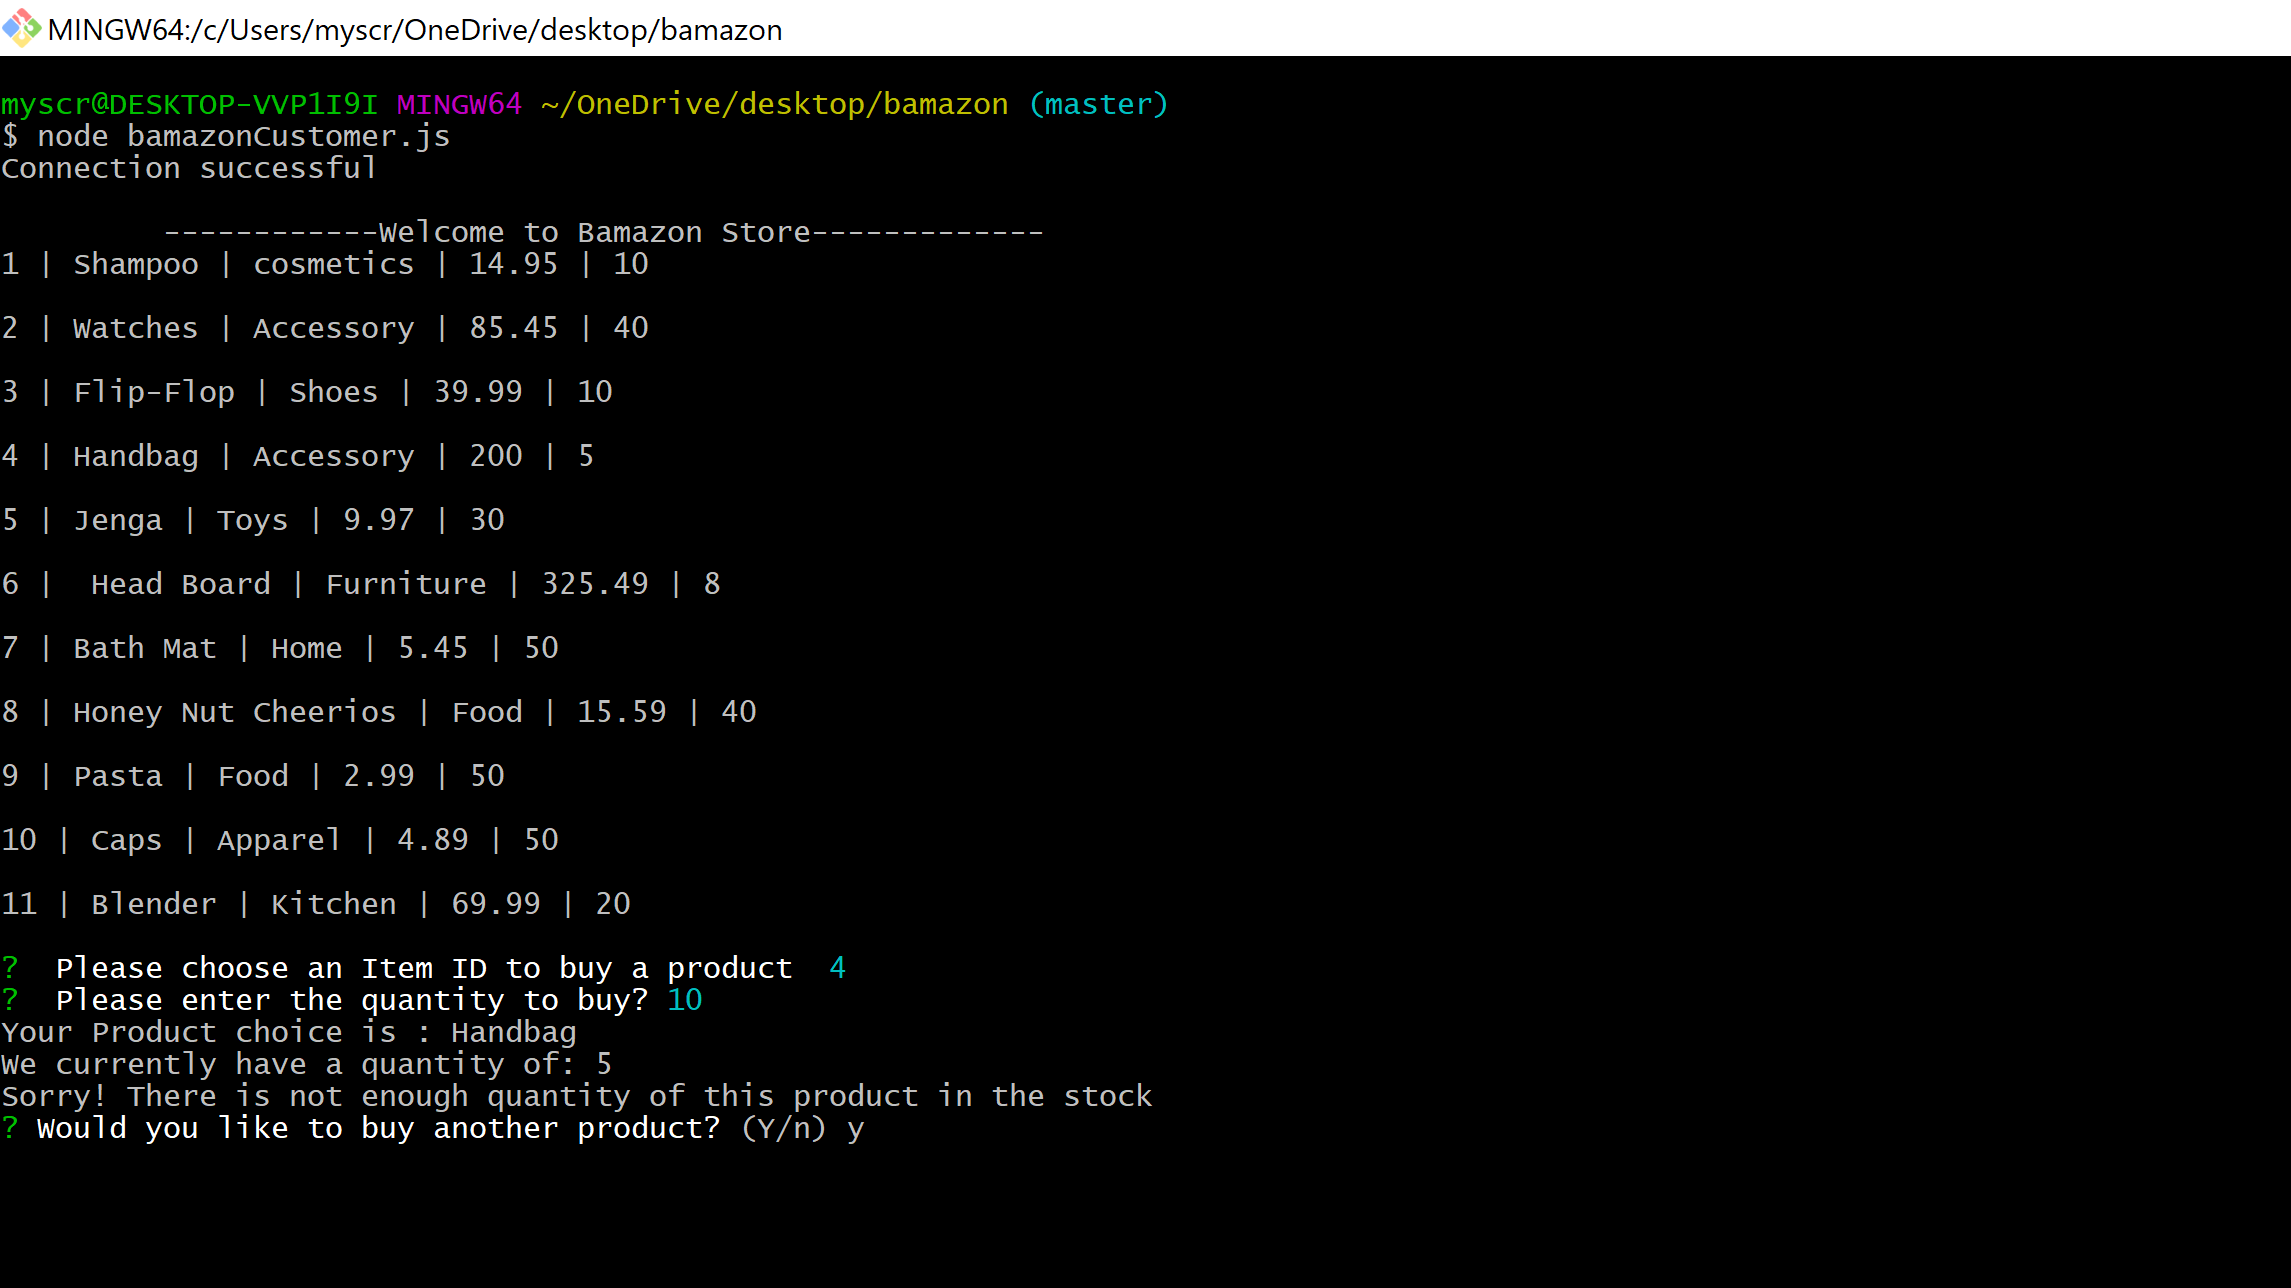 MINGW64:/c/Users/myscr/OneDrive/desktop/bamazon
myscr@DESKTOP-VVP1I9I MINGW64 ~/OneDrive/desktop/bamazon (master)
$ node bamazonCustomer.js
Connection successful
------------Welcome to Bamazon Store-------------
1 | Shampoo | cosmetics | 14.95 | 10
2 | Watches | Accessory | 85.45 | 40
3 | Flip-Flop | Shoes | 39.99 | 10
4 | Handbag | Accessory | 200 | 5
5 | Jenga | Toys | 9.97 | 30
6 |  Head Board | Furniture | 325.49 | 8
7 | Bath Mat | Home | 5.45 | 50
8 | Honey Nut Cheerios | Food | 15.59 | 40
9 | Pasta | Food | 2.99 | 50
10 | Caps | Apparel | 4.89 | 50
11 | Blender | Kitchen | 69.99 | 20
?  Please choose an Item ID to buy a product  4
?  Please enter the quantity to buy? 10
Your Product choice is : Handbag
We currently have a quantity of: 5
Sorry! There is not enough quantity of this product in the stock
? Would you like to buy another product? (Y/n) y